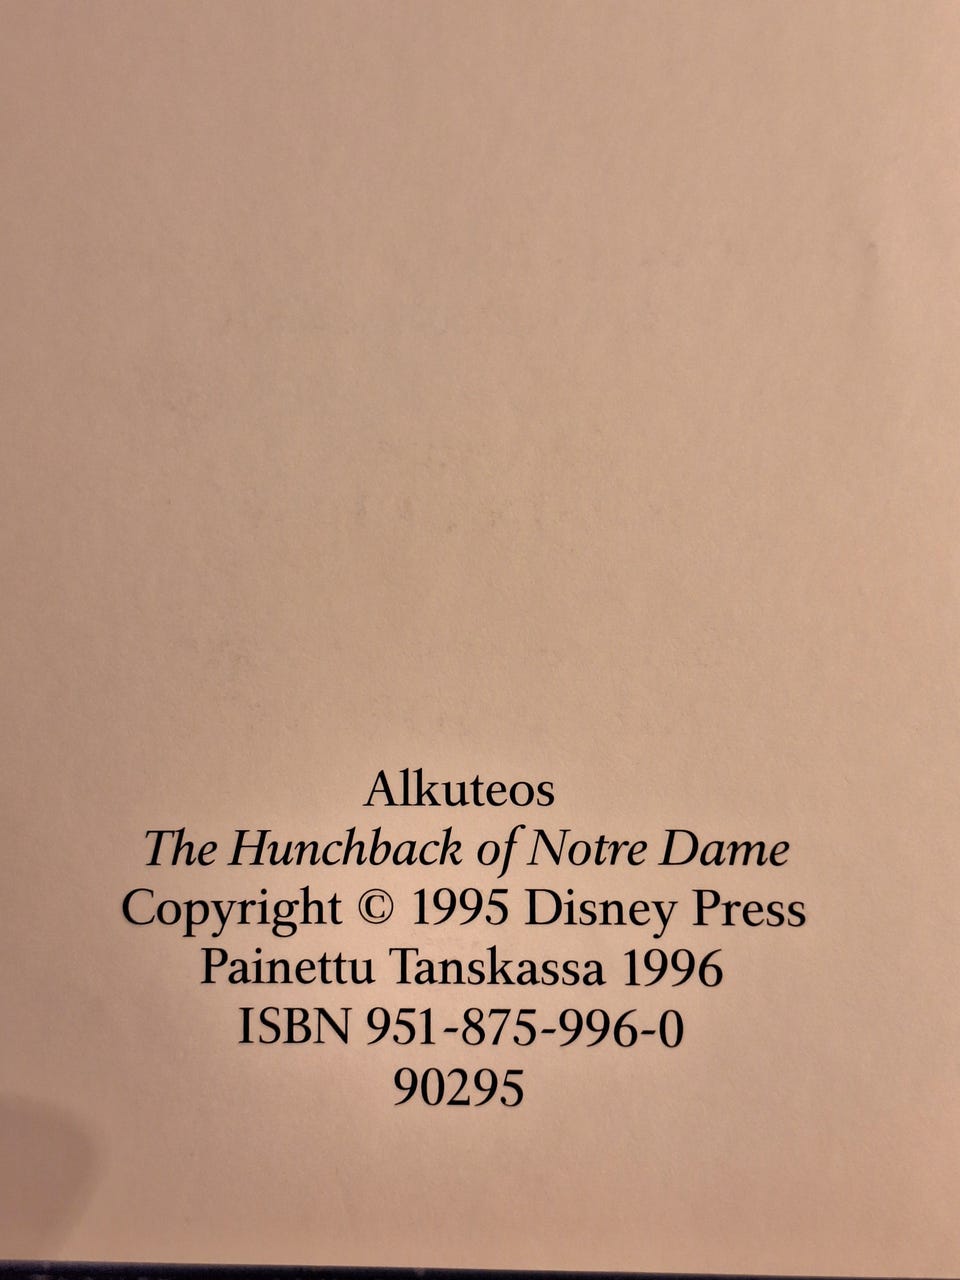 Alkuteos
The Hunchback of Notre Dame
Copyright © 1995 Disney Press
Painettu Tanskassa 1996
ISBN 951-875-996-0
90295